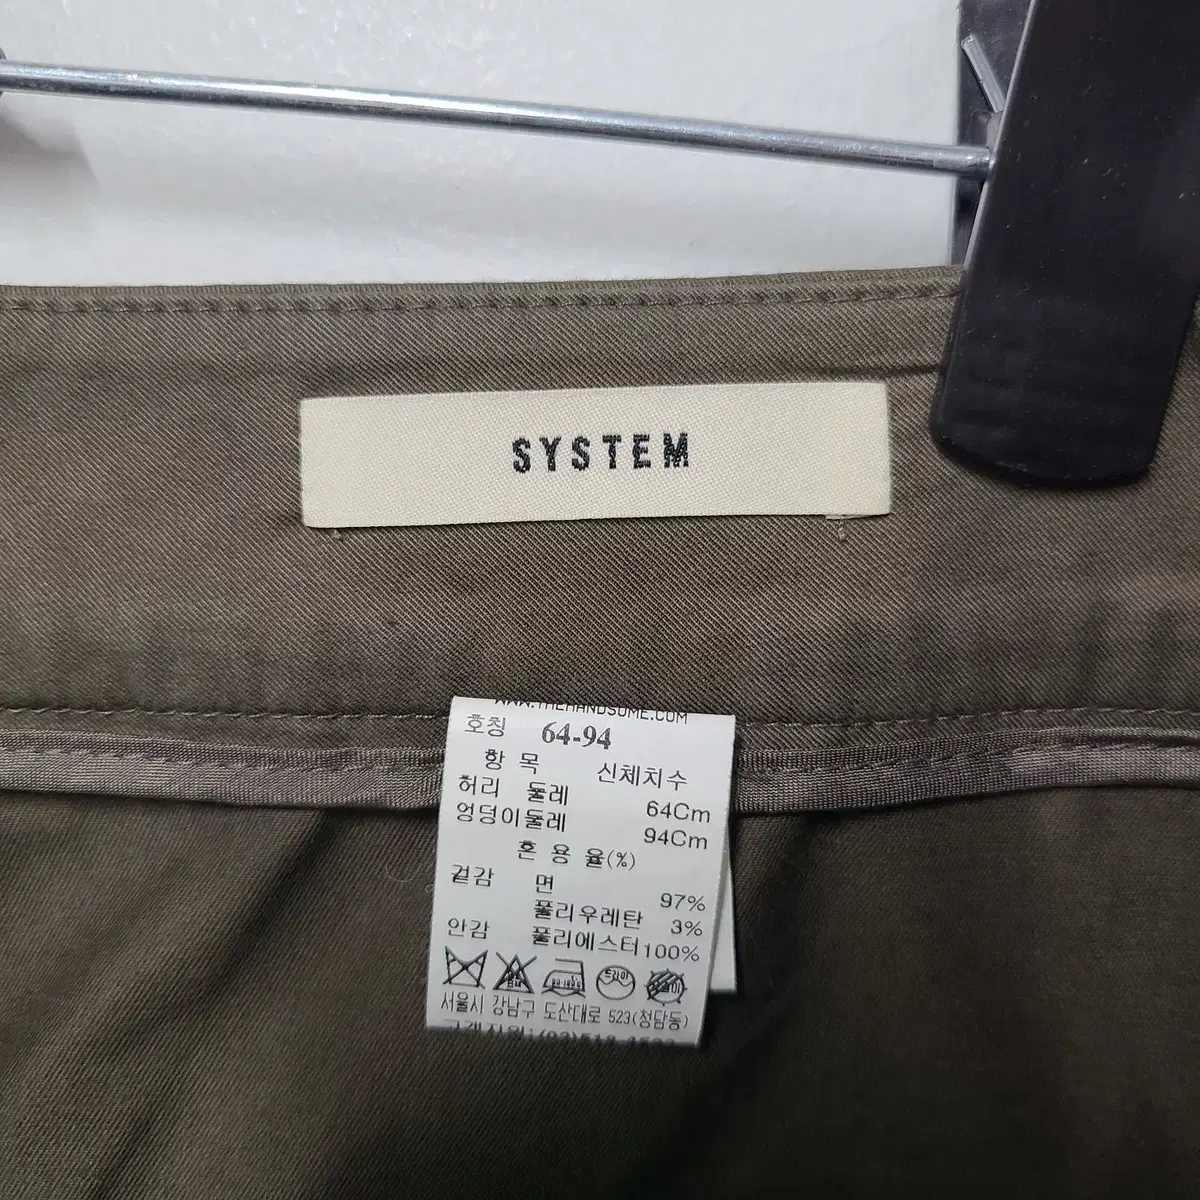 SYSTEM
WWW.THEHANDSOME.COM
호칭 64-94
항 목 신체치수
허리 둘레 64Cm
엉덩이둘레 94Cm
혼 용 율(%)
겉감 면 97%
폴리우레탄 3%
안감 폴리에스터100%
드라이
서울시 강남구 도산대로 523(청담동)